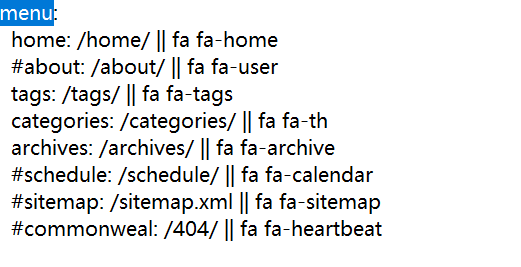 menu:
home: /home/ || fa fa-home
#about: /about/ || fa fa-user
tags: /tags/ || fa fa-tags
categories: /categories/ || fa fa-th
archives: /archives/ || fa fa-archive
#schedule: /schedule/ || fa fa-calendar
#sitemap: /sitemap.xml || fa fa-sitemap
#commonweal: /404/ || fa fa-heartbeat